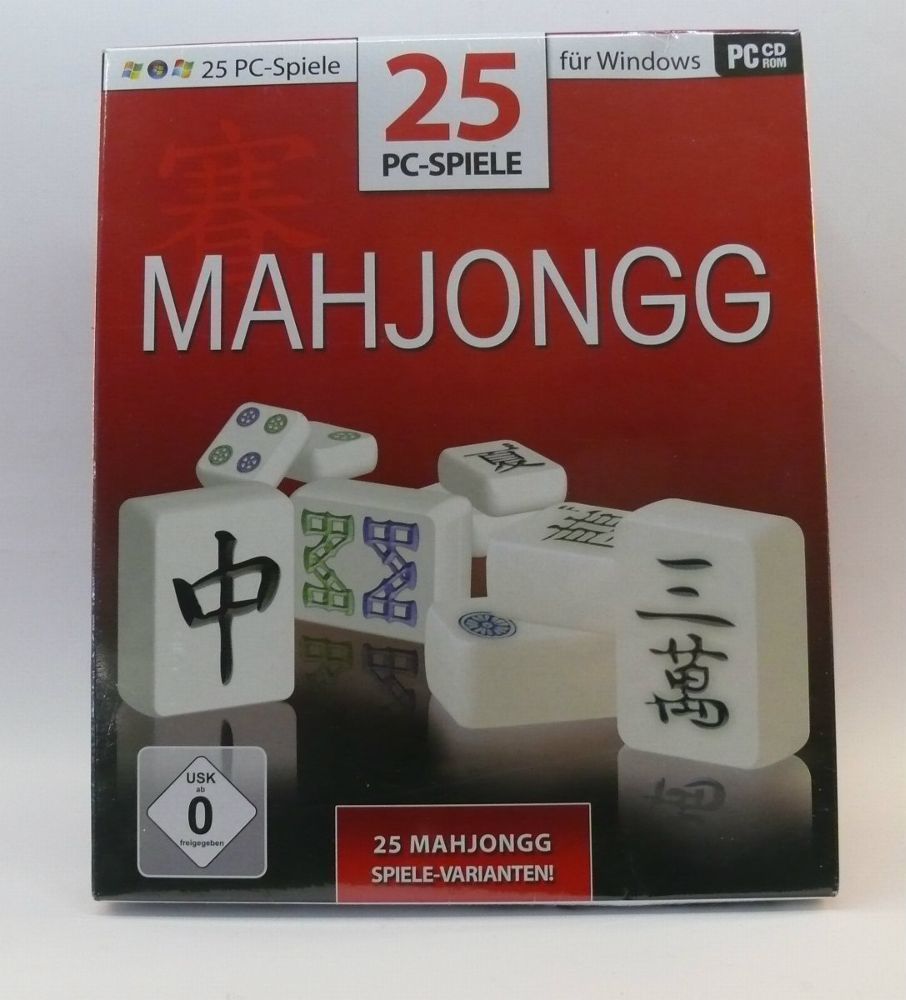 25 PC-Spiele
25
PC-SPIELE
für Windows
PC CD
ROM
賽
MAHJONGG
中
三
萬
USK
ab
0
freigegeben
25 MAHJONGG
SPIELE-VARIANTEN!